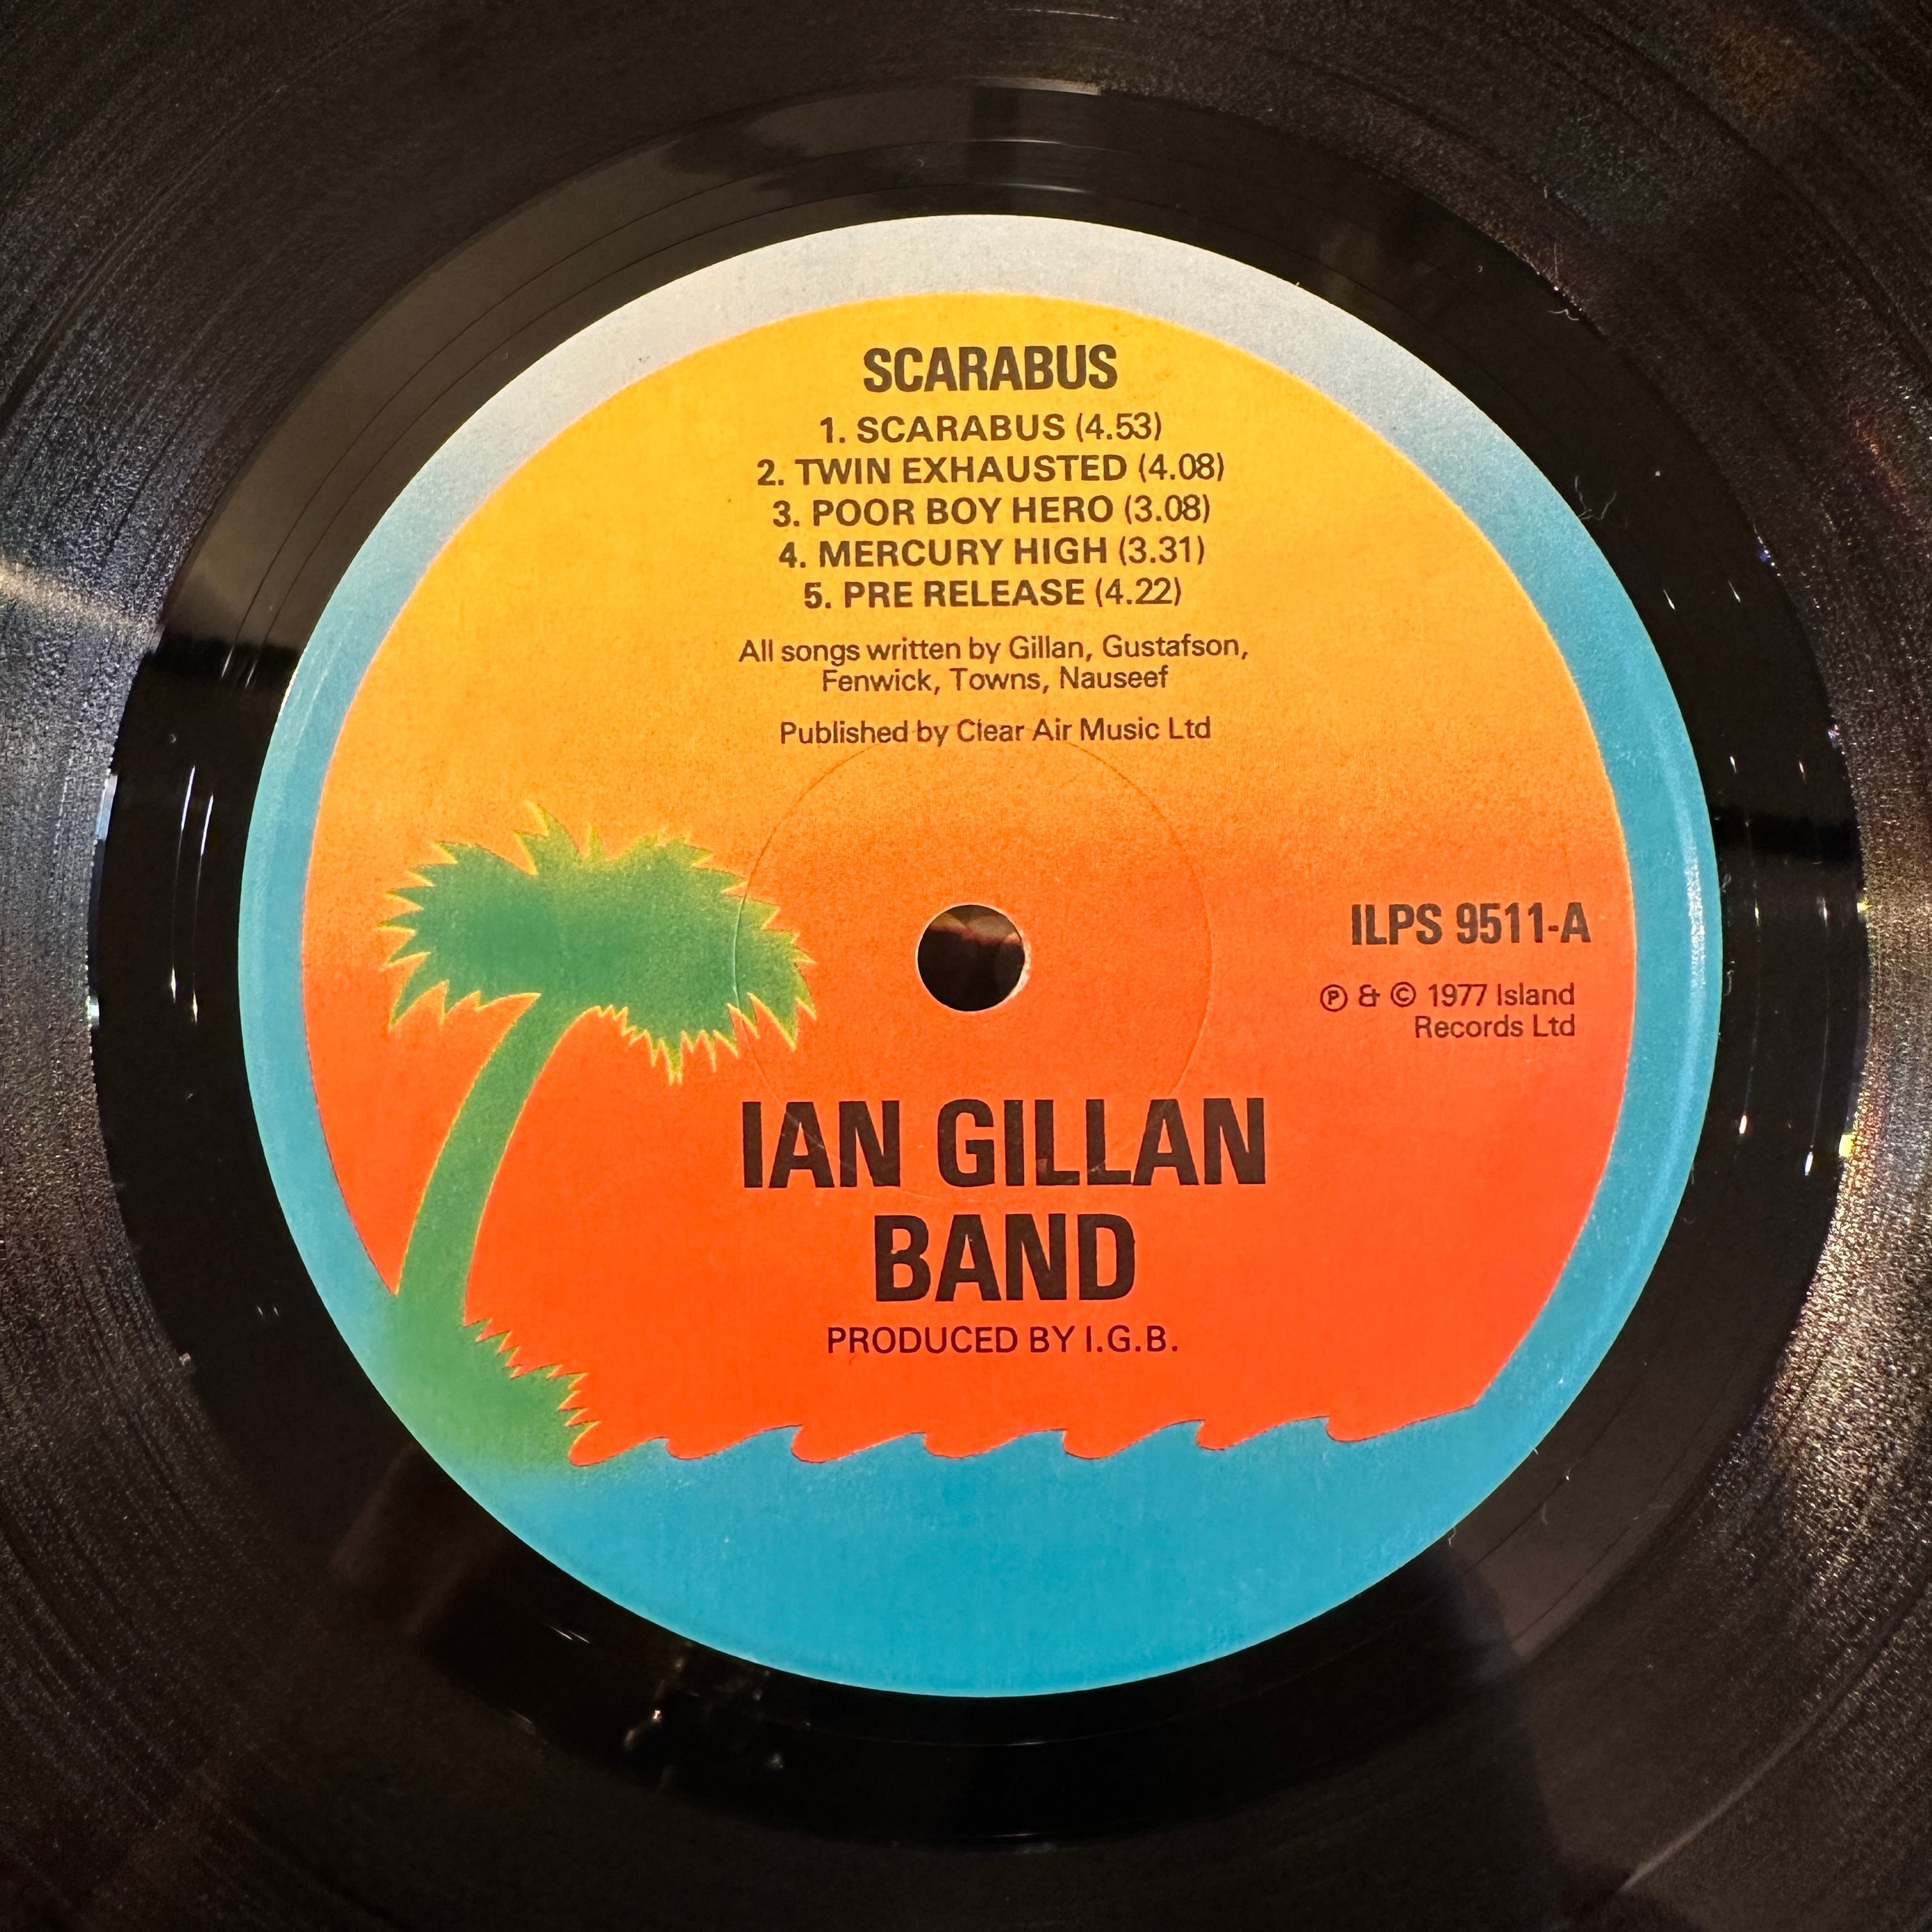 SCARABUS
1. SCARABUS (4.53)
2. TWIN EXHAUSTED (4.08)
3. POOR BOY HERO (3.08)
4. MERCURY HIGH (3.31)
5. PRE RELEASE (4.22)
All songs written by Gillan, Gustafson,
Fenwick, Towns, Nauseef
Published by Clear Air Music Ltd
ILPS 9511-A
Ⓟ & © 1977 Island
Records Ltd
IAN GILLAN
BAND
PRODUCED BY I.G.B.